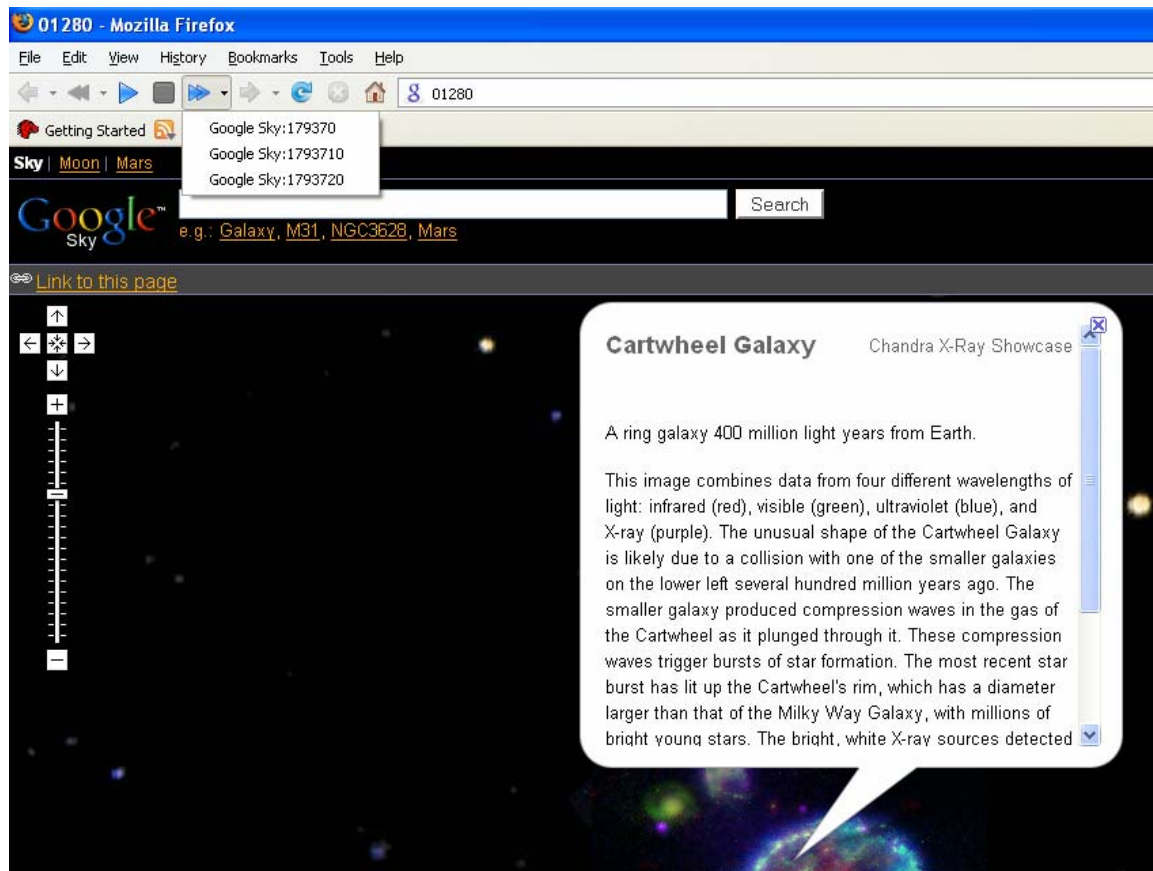 01280 - Mozilla Firefox
File Edit View History Bookmarks Tools Help
01280
Getting Started
Google Sky:179370
Google Sky:1793710
Google Sky:1793720
Sky | Moon | Mars
Google™
Sky
Search
e.g.: Galaxy, M31, NGC3628, Mars
Link to this page
Cartwheel Galaxy Chandra X-Ray Showcase
A ring galaxy 400 million light years from Earth.
This image combines data from four different wavelengths of
light: infrared (red), visible (green), ultraviolet (blue), and
X-ray (purple). The unusual shape of the Cartwheel Galaxy
is likely due to a collision with one of the smaller galaxies
on the lower left several hundred million years ago. The
smaller galaxy produced compression waves in the gas of
the Cartwheel as it plunged through it. These compression
waves trigger bursts of star formation. The most recent star
burst has lit up the Cartwheel's rim, which has a diameter
larger than that of the Milky Way Galaxy, with millions of
bright young stars. The bright, white X-ray sources detected